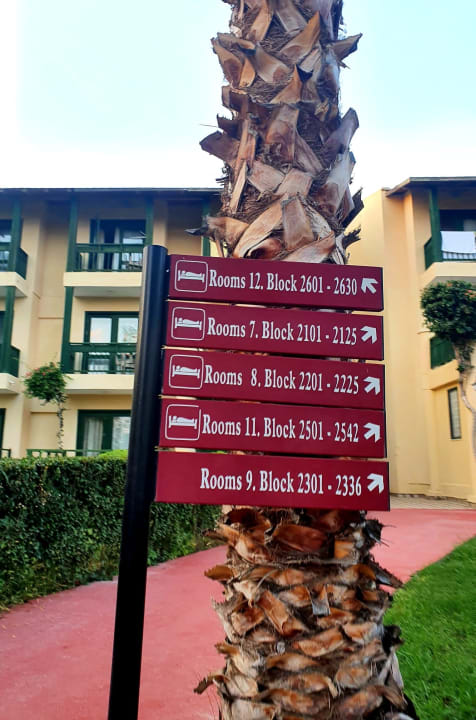 Rooms 12. Block 2601 - 2630
Rooms 7. Block 2101 - 2125
Rooms 8. Block 2201 - 2225
Rooms 11. Block 2501 - 2542
Rooms 9. Block 2301 - 2336